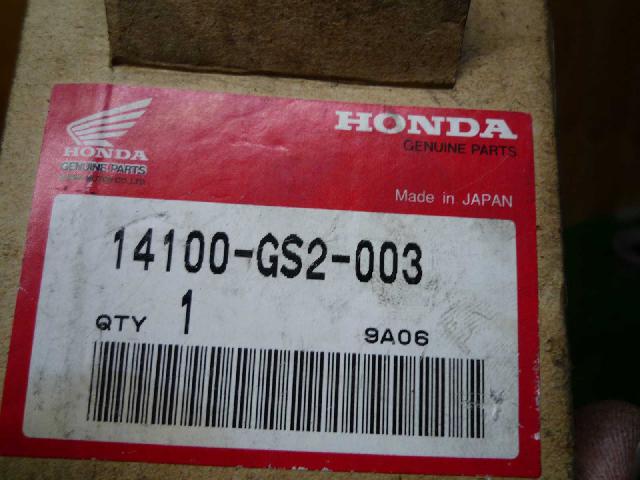 HONDA
GENUINE PARTS
HONDA
GENUINE PARTS
Made in JAPAN
14100-GS2-003
QTY 1 9A06